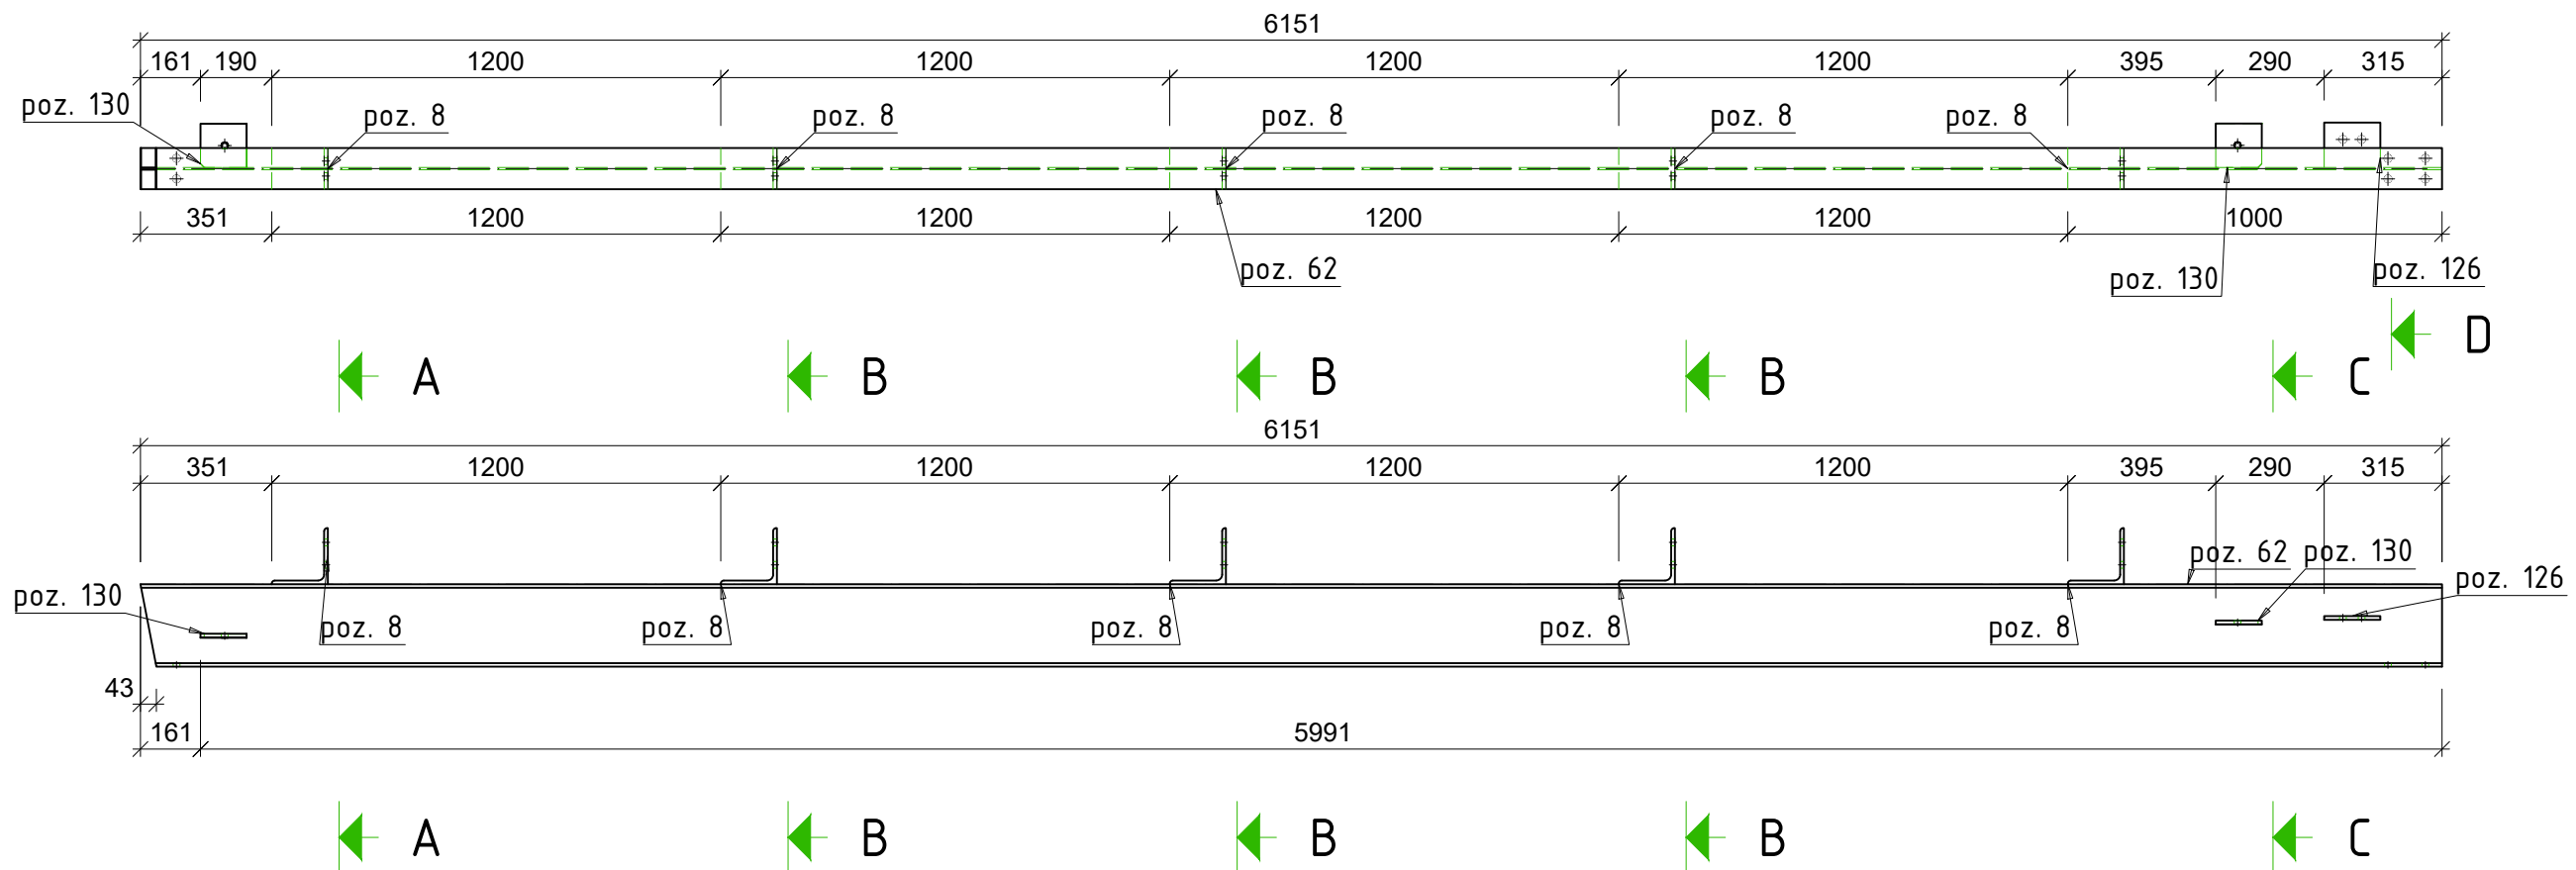 6151
161 190 1200 1200 1200 1200 395 290 315
poz. 130 poz. 8 poz. 8 poz. 8 poz. 8 poz. 8
351 1200 1200 1200 1200 1000
poz. 62 poz. 130 poz. 126
A B B B C D
6151
351 1200 1200 1200 1200 395 290 315
poz. 62 poz. 130 poz. 126
poz. 130 poz. 8 poz. 8 poz. 8 poz. 8 poz. 8
43
161 5991
A B B B C